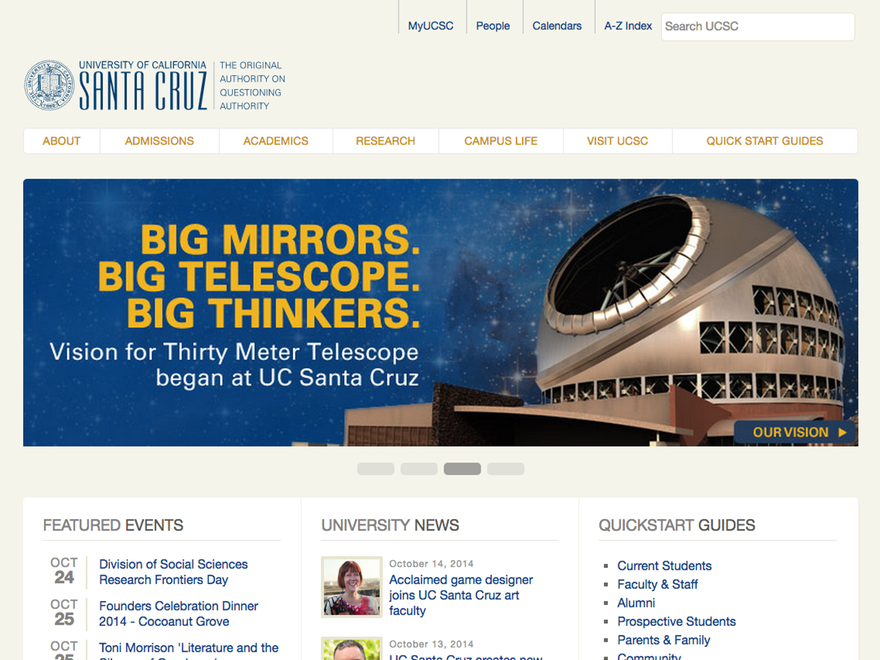 MyUCSC
People
Calendars
A-Z Index
Search UCSC
UNIVERSITY OF CALIFORNIA
SANTA CRUZ
THE ORIGINAL
AUTHORITY ON
QUESTIONING
AUTHORITY
ABOUT
ADMISSIONS
ACADEMICS
RESEARCH
CAMPUS LIFE
VISIT UCSC
QUICK START GUIDES
BIG MIRRORS.
BIG TELESCOPE.
BIG THINKERS.
Vision for Thirty Meter Telescope
began at UC Santa Cruz
OUR VISION
FEATURED EVENTS
OCT
24
Division of Social Sciences
Research Frontiers Day
OCT
25
Founders Celebration Dinner
2014 - Cocoanut Grove
OCT
25
Toni Morrison 'Literature and the
UNIVERSITY NEWS
October 14, 2014
Acclaimed game designer
joins UC Santa Cruz art
faculty
October 13, 2014
UC Santa Cruz creates new
QUICKSTART GUIDES
Current Students
Faculty & Staff
Alumni
Prospective Students
Parents & Family
Community